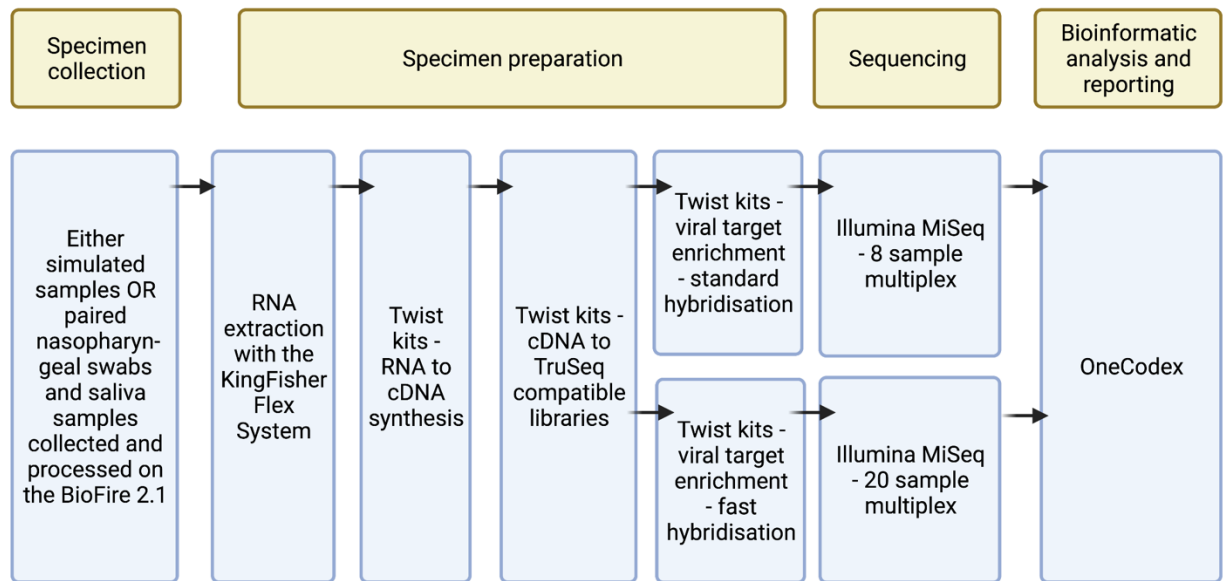 Specimen
collection
Specimen preparation
Sequencing
Bioinformatic
analysis and
reporting
Either
simulated
samples OR
paired
nasopharyn-
geal swabs
and saliva
samples
collected and
processed on
the BioFire 2.1
RNA
extraction
with the
KingFisher
Flex
System
Twist
kits -
RNA to
cDNA
synthesis
Twist kits -
cDNA to
TruSeq
compatible
libraries
Twist kits -
viral target
enrichment
- standard
hybridisation
Illumina MiSeq
- 8 sample
multiplex
Twist kits -
viral target
enrichment
- fast
hybridisation
Illumina MiSeq
- 20 sample
multiplex
OneCodex